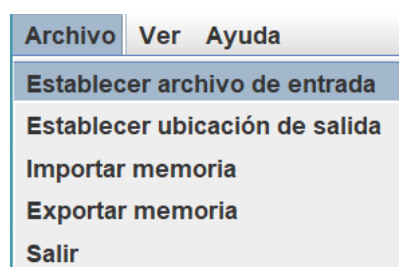 Archivo Ver Ayuda
Establecer archivo de entrada
Establecer ubicación de salida
Importar memoria
Exportar memoria
Salir